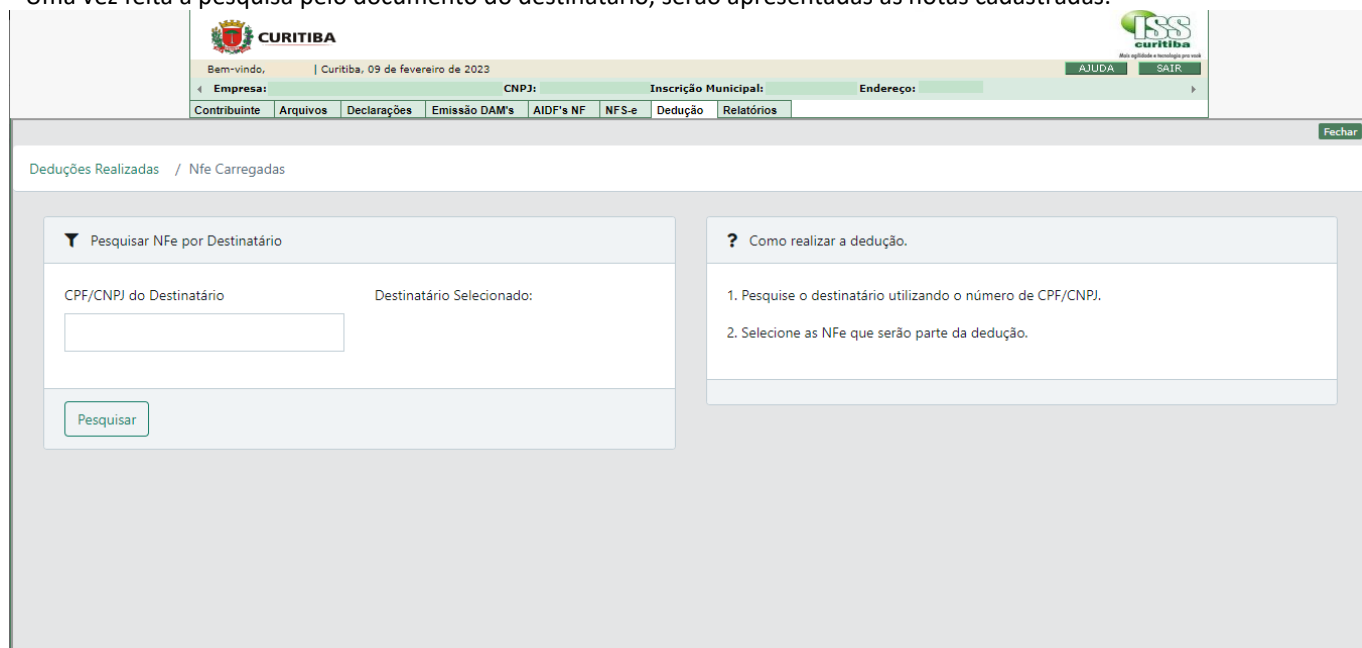 Uma vez feita a pesquisa pelo documento do destinatário, serão apresentadas as notas cadastradas.
CURITIBA
ISS
curitiba
Mais agilidade e tecnologia pra você
Bem-vindo, | Curitiba, 09 de fevereiro de 2023 AJUDA SAIR
Empresa: CNPJ: Inscrição Municipal: Endereço:
Contribuinte Arquivos Declarações Emissão DAM's AIDF's NF NFS-e Dedução Relatórios
Fechar
Deduções Realizadas / Nfe Carregadas
Pesquisar NFe por Destinatário
CPF/CNPJ do Destinatário Destinatário Selecionado:
Pesquisar
? Como realizar a dedução.
1. Pesquise o destinatário utilizando o número de CPF/CNPJ.
2. Selecione as NFe que serão parte da dedução.